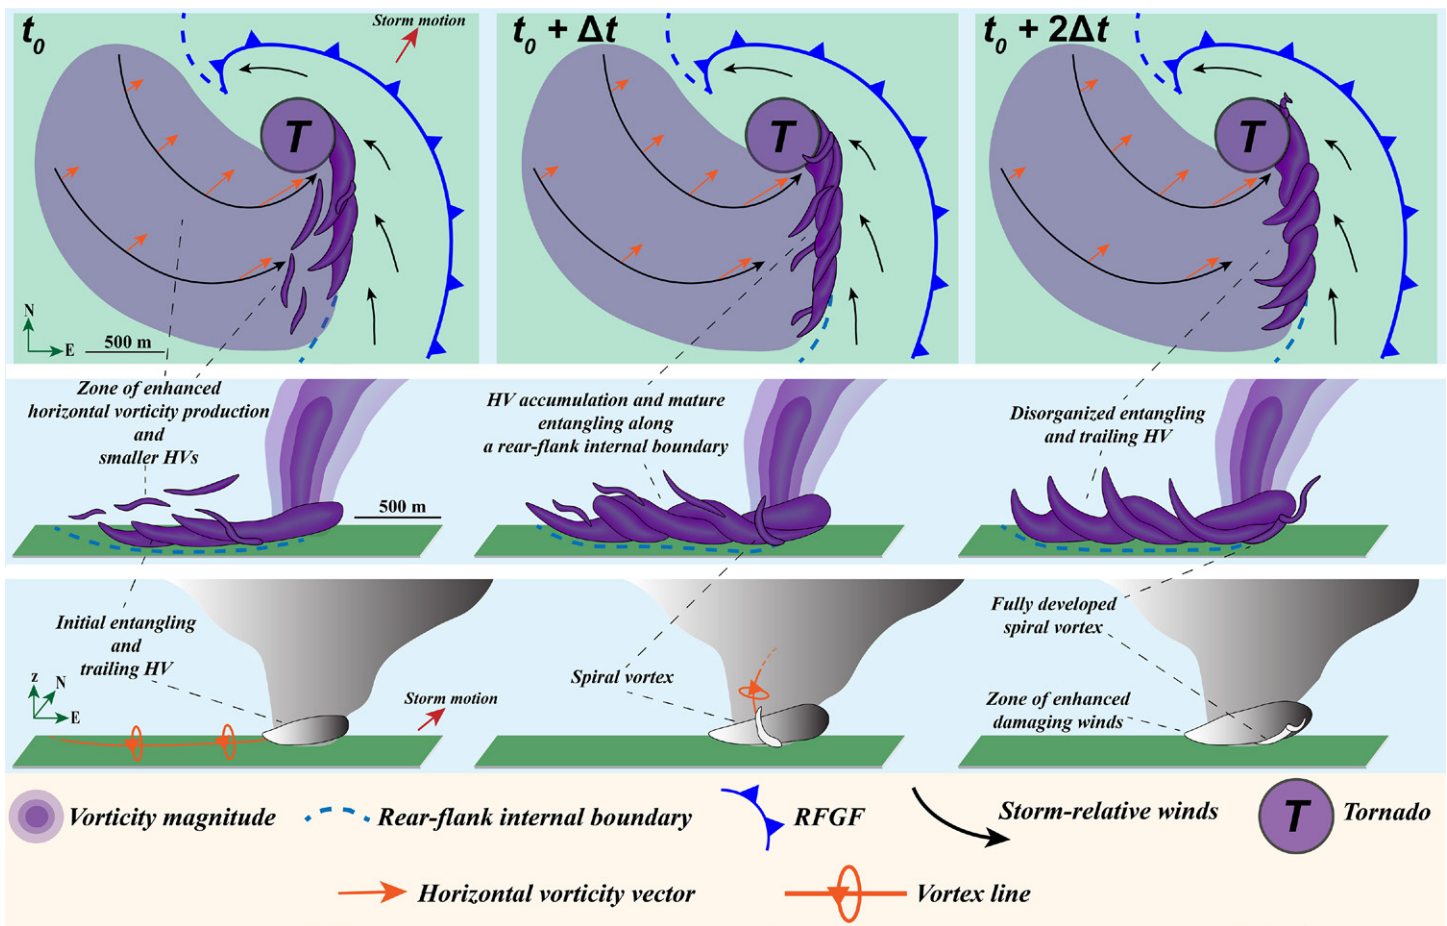 t0
Storm motion
T
N
E
500 m
t0 + Δt
T
t0 + 2Δt
T
Zone of enhanced
horizontal vorticity production
and
smaller HVs
500 m
HV accumulation and mature
entangling along
a rear-flank internal boundary
Disorganized entangling
and trailing HV
Initial entangling
and
trailing HV
z
N
E
Storm motion
Spiral vortex
Fully developed
spiral vortex
Zone of enhanced
damaging winds
Vorticity magnitude
Rear-flank internal boundary
RFGF
Storm-relative winds
T
Tornado
Horizontal vorticity vector
Vortex line